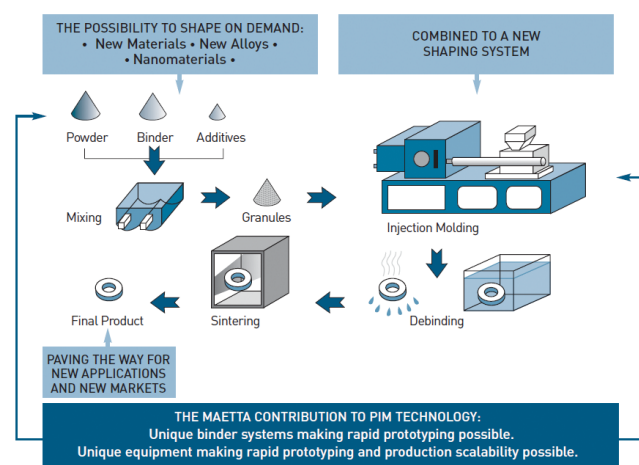 THE POSSIBILITY TO SHAPE ON DEMAND:
• New Materials • New Alloys •
• Nanomaterials •
COMBINED TO A NEW
SHAPING SYSTEM
Powder
Binder
Additives
Mixing
Granules
Injection Molding
Final Product
Sintering
Debinding
PAVING THE WAY FOR
NEW APPLICATIONS
AND NEW MARKETS
THE MAETTA CONTRIBUTION TO PIM TECHNOLOGY:
Unique binder systems making rapid prototyping possible.
Unique equipment making rapid prototyping and production scalability possible.